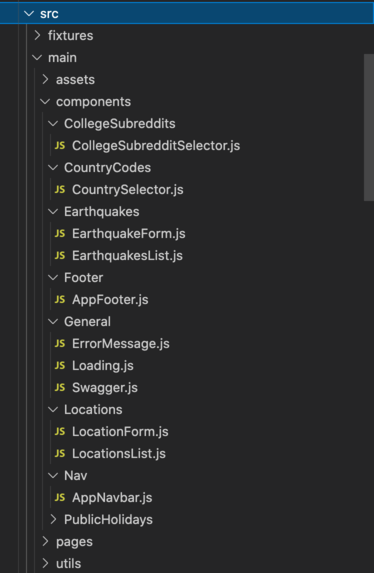 src
fixtures
main
assets
components
CollegeSubreddits
JS CollegeSubredditSelector.js
CountryCodes
JS CountrySelector.js
Earthquakes
JS EarthquakeForm.js
JS EarthquakesList.js
Footer
JS AppFooter.js
General
JS ErrorMessage.js
JS Loading.js
JS Swagger.js
Locations
JS LocationForm.js
JS LocationsList.js
Nav
JS AppNavbar.js
PublicHolidays
pages
utils